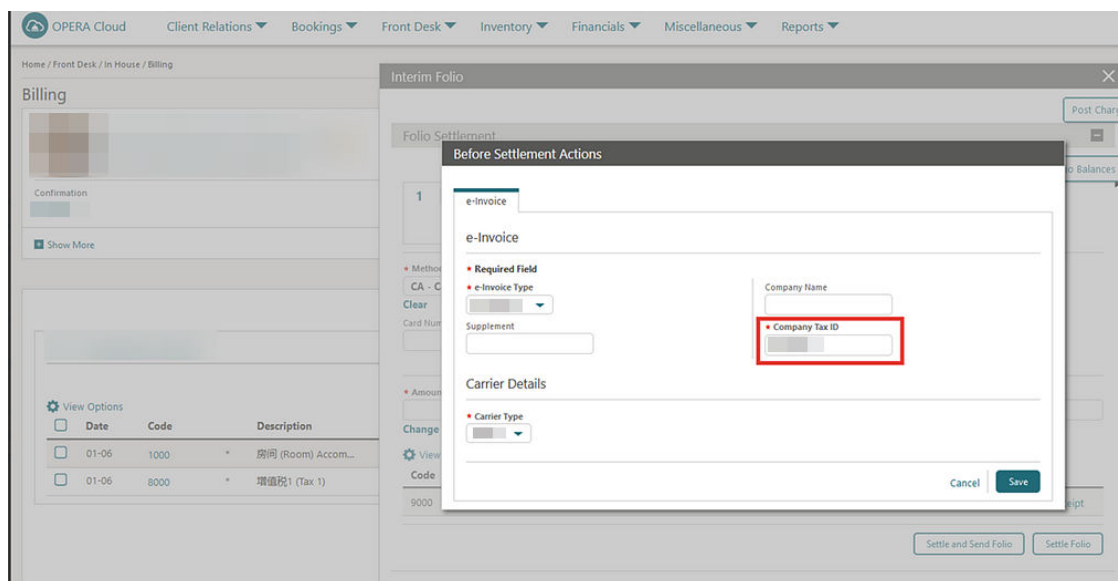 OPERA Cloud Client Relations Bookings Front Desk Inventory Financials Miscellaneous Reports
Home / Front Desk / In House / Billing
Billing
Confirmation
Show More
View Options
Date Code Description
01-06 1000 * 房间 (Room) Accom...
01-06 8000 * 增值税1 (Tax 1)
Interim Folio
Post Char
Folio Settlement
o Balances
1
* Metho
CA - C
Clear
Card Num
* Amoun
Change
View
Code
9000
eipt
Settle and Send Folio Settle Folio
Before Settlement Actions
e-Invoice
e-Invoice
* Required Field
* e-Invoice Type
Company Name
Supplement
* Company Tax ID
Carrier Details
* Carrier Type
Cancel Save